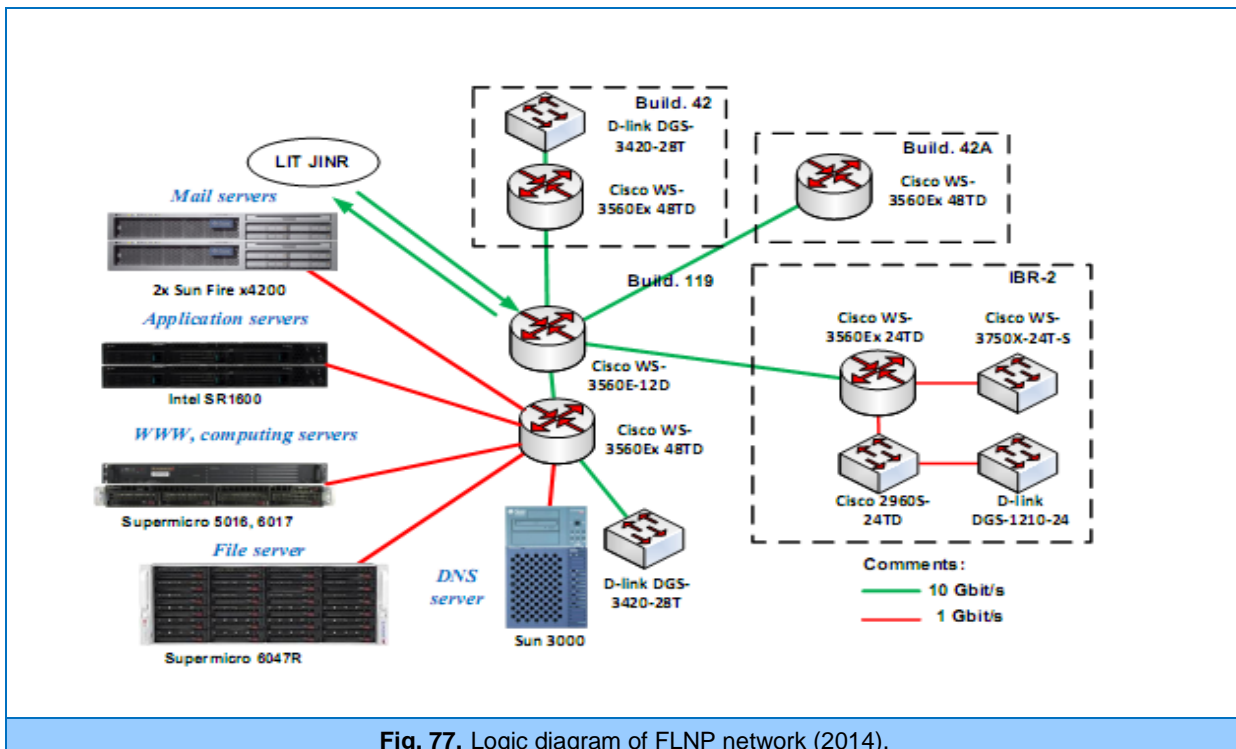 Build. 42
D-link DGS-
3420-28T
Cisco WS-
3560Ex 48TD
Build. 42A
Cisco WS-
3560Ex 48TD
LIT JINR
Mail servers
2x Sun Fire x4200
Application servers
Intel SR1600
WWW, computing servers
Supermicro 5016, 6017
File server
Supermicro 6047R
Build. 119
Cisco WS-
3560E-12D
Cisco WS-
3560Ex 48TD
DNS
server
Sun 3000
D-link DGS-
3420-28T
IBR-2
Cisco WS-
3560Ex 24TD
Cisco WS-
3750X-24T-S
Cisco 2960S-
24TD
D-link
DGS-1210-24
Comments:
10 Gbit/s
1 Gbit/s
Fig. 77. Logic diagram of FLNP network (2014).